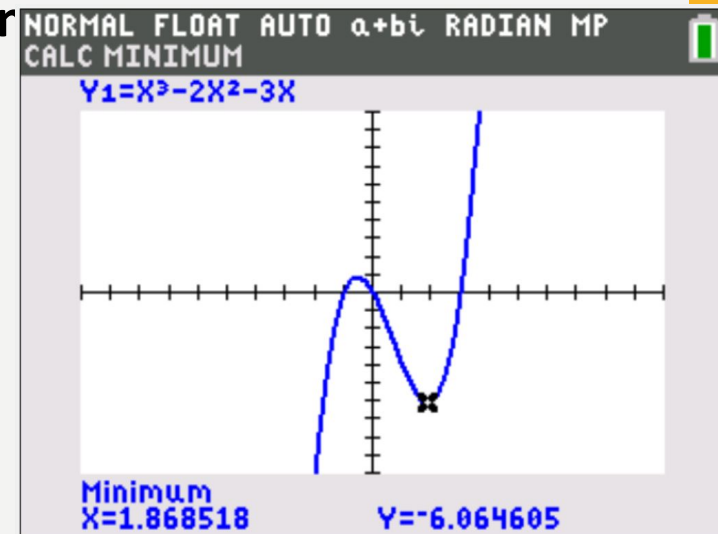 NORMAL FLOAT AUTO a+bi RADIAN MP
CALC MINIMUM
Y1=X³-2X²-3X
Minimum
X=1.868518 Y=-6.064605